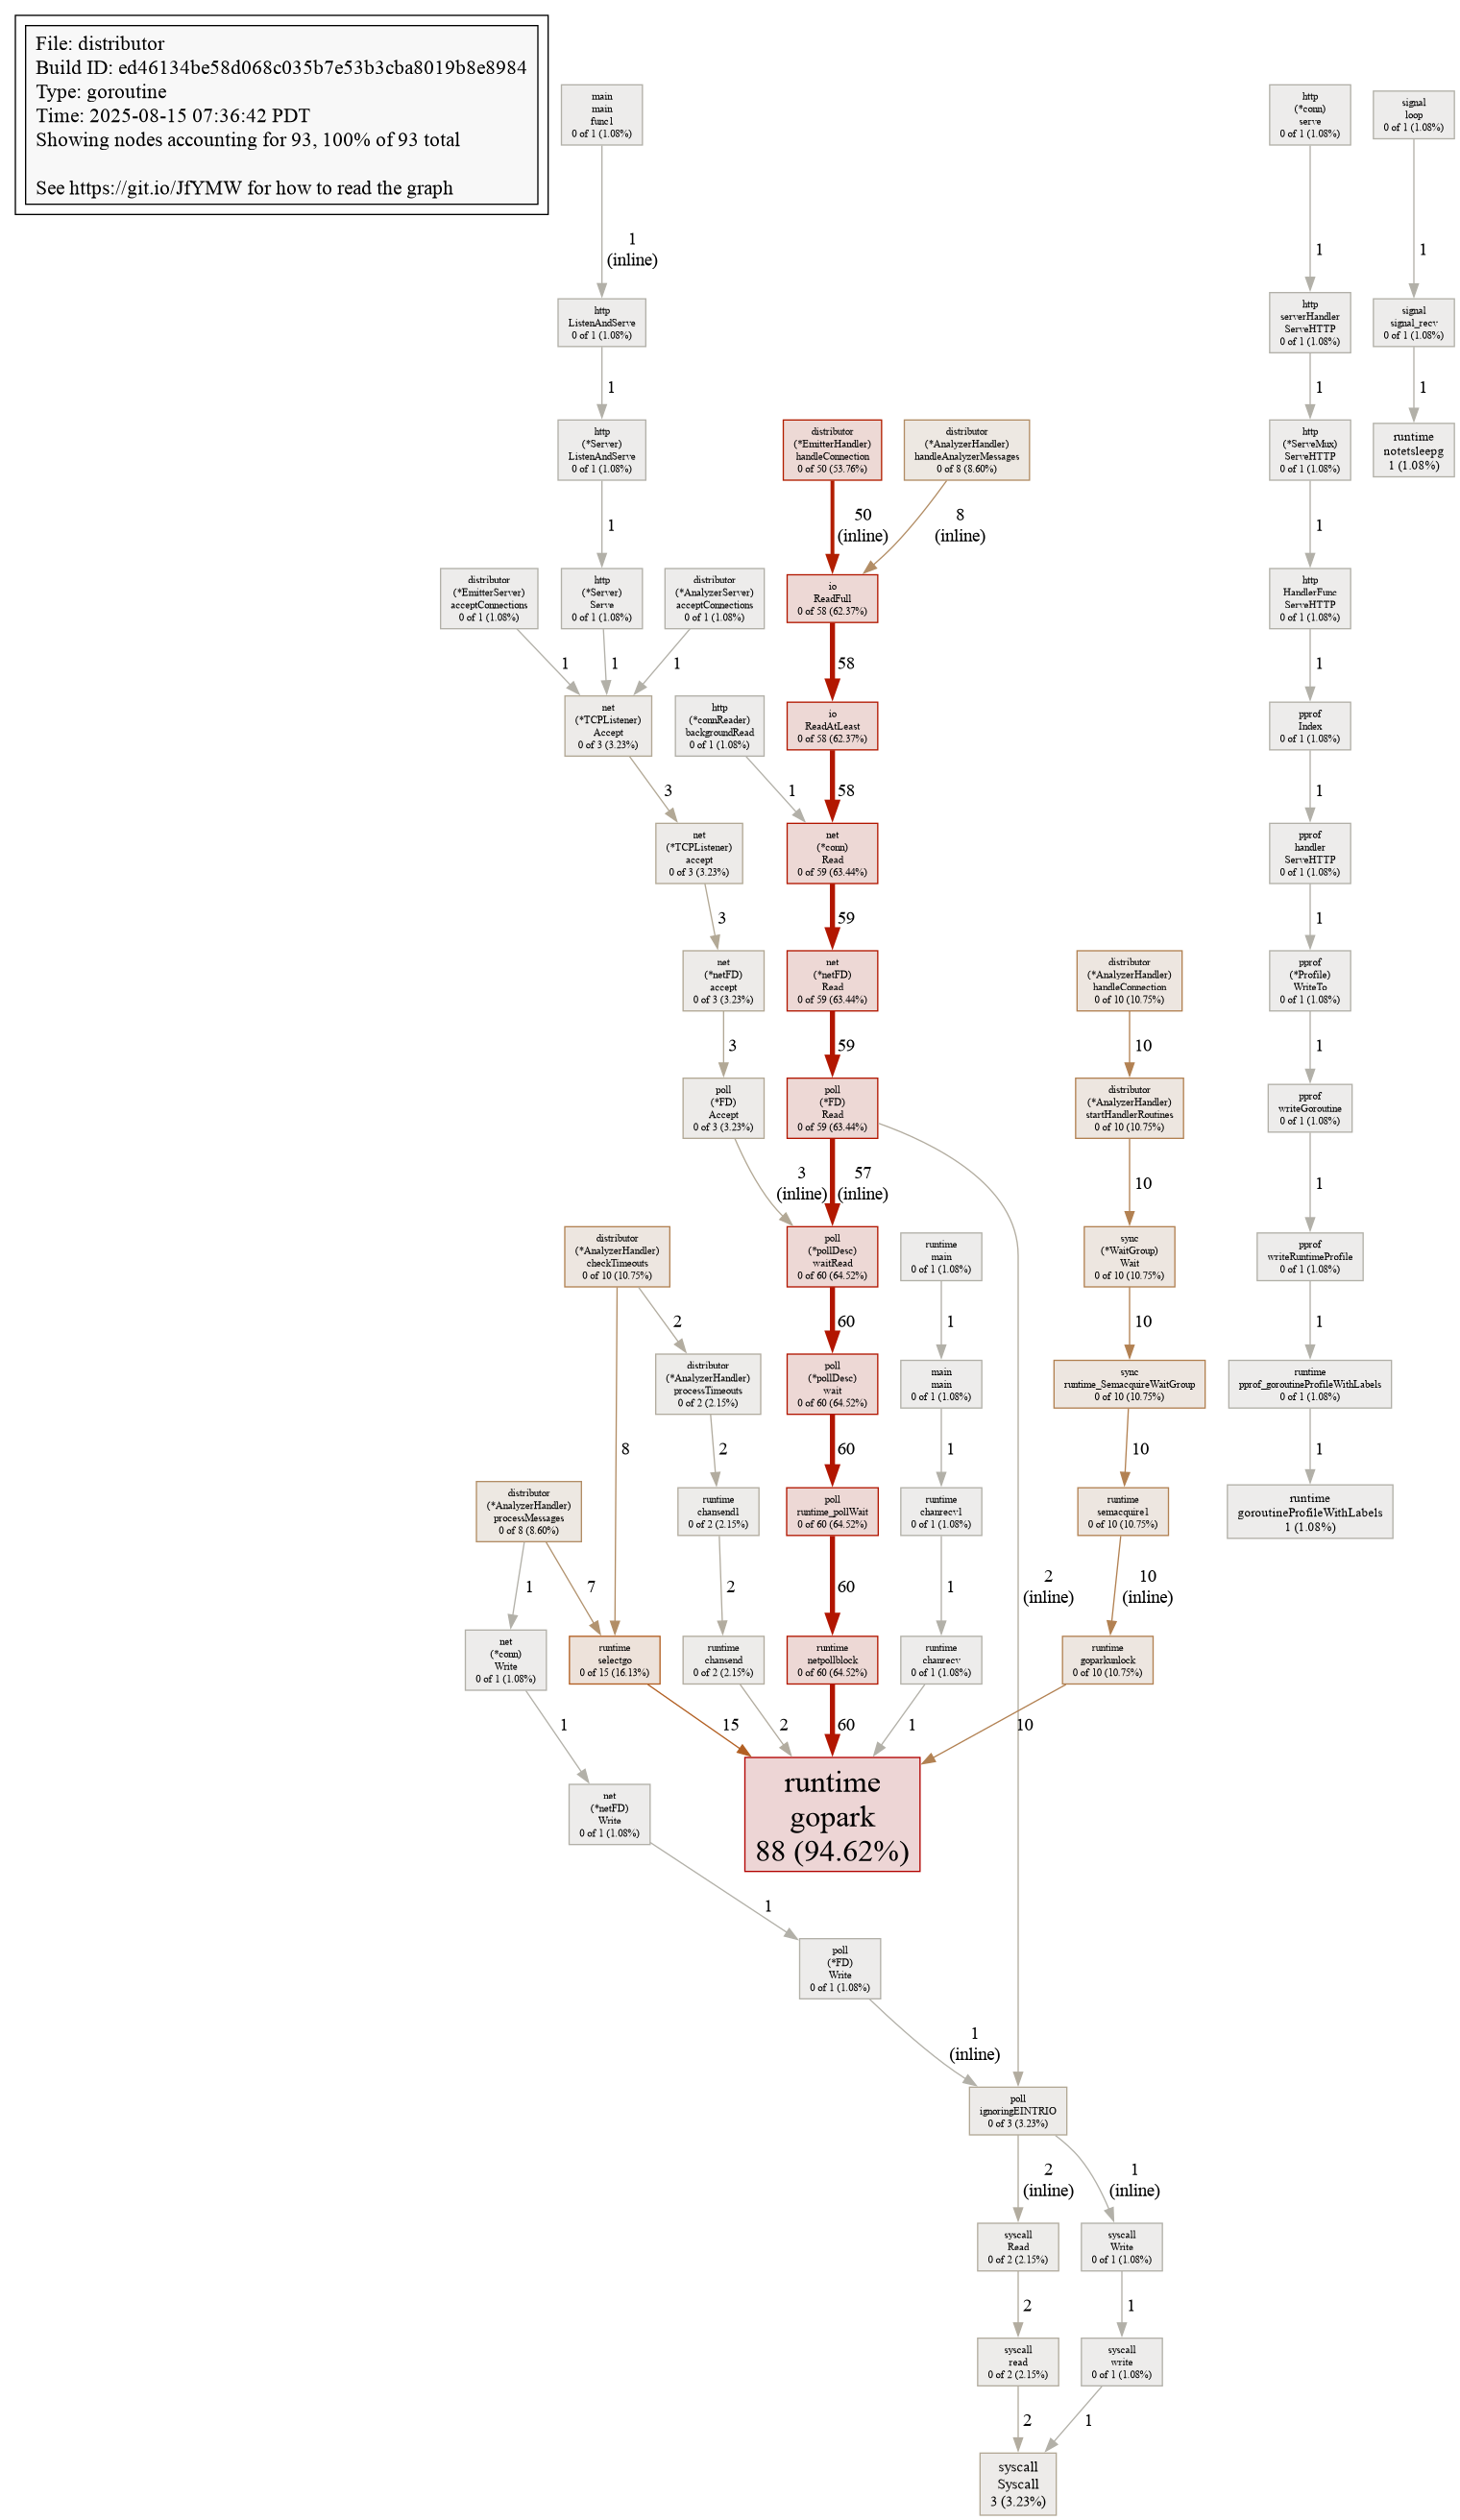 File: distributor
Build ID: ed46134be58d068c035b7e53b3cba8019b8e8984
Type: goroutine
Time: 2025-08-15 07:36:42 PDT
Showing nodes accounting for 93, 100% of 93 total
See https://git.io/JfYMW for how to read the graph
main
main
func1
0 of 1 (1.08%)
http
(*conn)
serve
0 of 1 (1.08%)
signal
loop
0 of 1 (1.08%)
1
(inline)
1
1
http
ListenAndServe
0 of 1 (1.08%)
http
serverHandler
ServeHTTP
0 of 1 (1.08%)
signal
signal_recv
0 of 1 (1.08%)
1
1
1
http
(*Server)
ListenAndServe
0 of 1 (1.08%)
distributor
(*EmitterHandler)
handleConnection
0 of 50 (53.76%)
distributor
(*AnalyzerHandler)
handleAnalyzerMessages
0 of 8 (8.60%)
http
(*ServeMux)
ServeHTTP
0 of 1 (1.08%)
runtime
notetsleepg
1 (1.08%)
1
50
(inline)
8
(inline)
1
distributor
(*EmitterServer)
acceptConnections
0 of 1 (1.08%)
http
(*Server)
Serve
0 of 1 (1.08%)
distributor
(*AnalyzerServer)
acceptConnections
0 of 1 (1.08%)
io
ReadFull
0 of 58 (62.37%)
http
HandlerFunc
ServeHTTP
0 of 1 (1.08%)
1
1
1
58
1
net
(*TCPListener)
Accept
0 of 3 (3.23%)
http
(*connReader)
backgroundRead
0 of 1 (1.08%)
io
ReadAtLeast
0 of 58 (62.37%)
pprof
Index
0 of 1 (1.08%)
3
1
58
1
net
(*TCPListener)
accept
0 of 3 (3.23%)
net
(*conn)
Read
0 of 59 (63.44%)
pprof
handler
ServeHTTP
0 of 1 (1.08%)
3
59
1
net
(*netFD)
accept
0 of 3 (3.23%)
net
(*netFD)
Read
0 of 59 (63.44%)
distributor
(*AnalyzerHandler)
handleConnection
0 of 10 (10.75%)
pprof
(*Profile)
WriteTo
0 of 1 (1.08%)
3
59
10
1
poll
(*FD)
Accept
0 of 3 (3.23%)
poll
(*FD)
Read
0 of 59 (63.44%)
distributor
(*AnalyzerHandler)
startHandlerRoutines
0 of 10 (10.75%)
pprof
writeGoroutine
0 of 1 (1.08%)
3
(inline)
57
(inline)
10
1
distributor
(*AnalyzerHandler)
checkTimeouts
0 of 10 (10.75%)
poll
(*pollDesc)
waitRead
0 of 60 (64.52%)
runtime
main
0 of 1 (1.08%)
sync
(*WaitGroup)
Wait
0 of 10 (10.75%)
pprof
writeRuntimeProfile
0 of 1 (1.08%)
2
60
1
10
1
distributor
(*AnalyzerHandler)
processTimeouts
0 of 2 (2.15%)
poll
(*pollDesc)
wait
0 of 60 (64.52%)
main
main
0 of 1 (1.08%)
sync
runtime_SemacquireWaitGroup
0 of 10 (10.75%)
runtime
pprof_goroutineProfileWithLabels
0 of 1 (1.08%)
8
2
60
1
10
1
distributor
(*AnalyzerHandler)
processMessages
0 of 8 (8.60%)
runtime
chansend1
0 of 2 (2.15%)
poll
runtime_pollWait
0 of 60 (64.52%)
runtime
chanrecv1
0 of 1 (1.08%)
runtime
semacquire1
0 of 10 (10.75%)
runtime
goroutineProfileWithLabels
1 (1.08%)
1
7
2
60
1
2
(inline)
10
(inline)
net
(*conn)
Write
0 of 1 (1.08%)
runtime
selectgo
0 of 15 (16.13%)
runtime
chansend
0 of 2 (2.15%)
runtime
netpollblock
0 of 60 (64.52%)
runtime
chanrecv
0 of 1 (1.08%)
runtime
goparkunlock
0 of 10 (10.75%)
1
15
2
60
1
10
net
(*netFD)
Write
0 of 1 (1.08%)
runtime
gopark
88 (94.62%)
1
poll
(*FD)
Write
0 of 1 (1.08%)
1
(inline)
poll
ignoringEINTRIO
0 of 3 (3.23%)
2
(inline)
1
(inline)
syscall
Read
0 of 2 (2.15%)
syscall
Write
0 of 1 (1.08%)
2
1
syscall
read
0 of 2 (2.15%)
syscall
write
0 of 1 (1.08%)
2
1
syscall
Syscall
3 (3.23%)